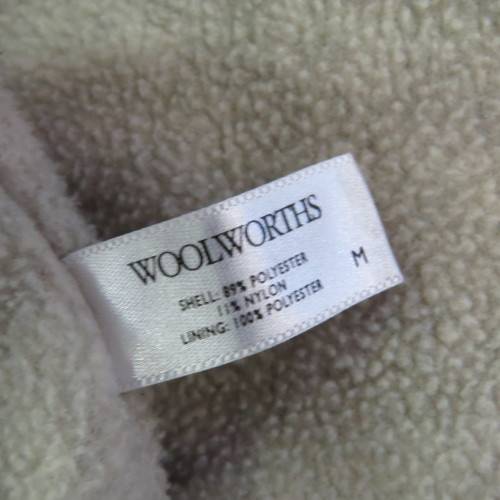 WOOLWORTHS
SHELL: 89% POLYESTER
11% NYLON
LINING: 100% POLYESTER
M